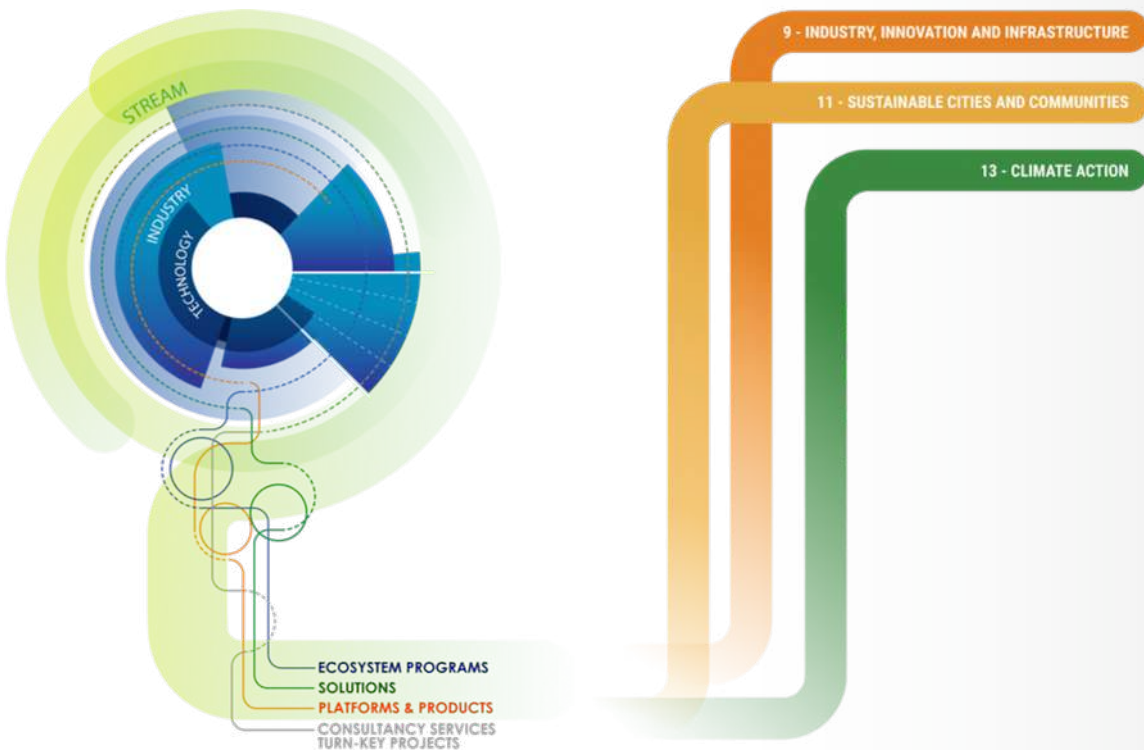 STREAM
INDUSTRY
TECHNOLOGY
9 - INDUSTRY, INNOVATION AND INFRASTRUCTURE
11 - SUSTAINABLE CITIES AND COMMUNITIES
13 - CLIMATE ACTION
ECOSYSTEM PROGRAMS
SOLUTIONS
PLATFORMS & PRODUCTS
CONSULTANCY SERVICES
TURN-KEY PROJECTS